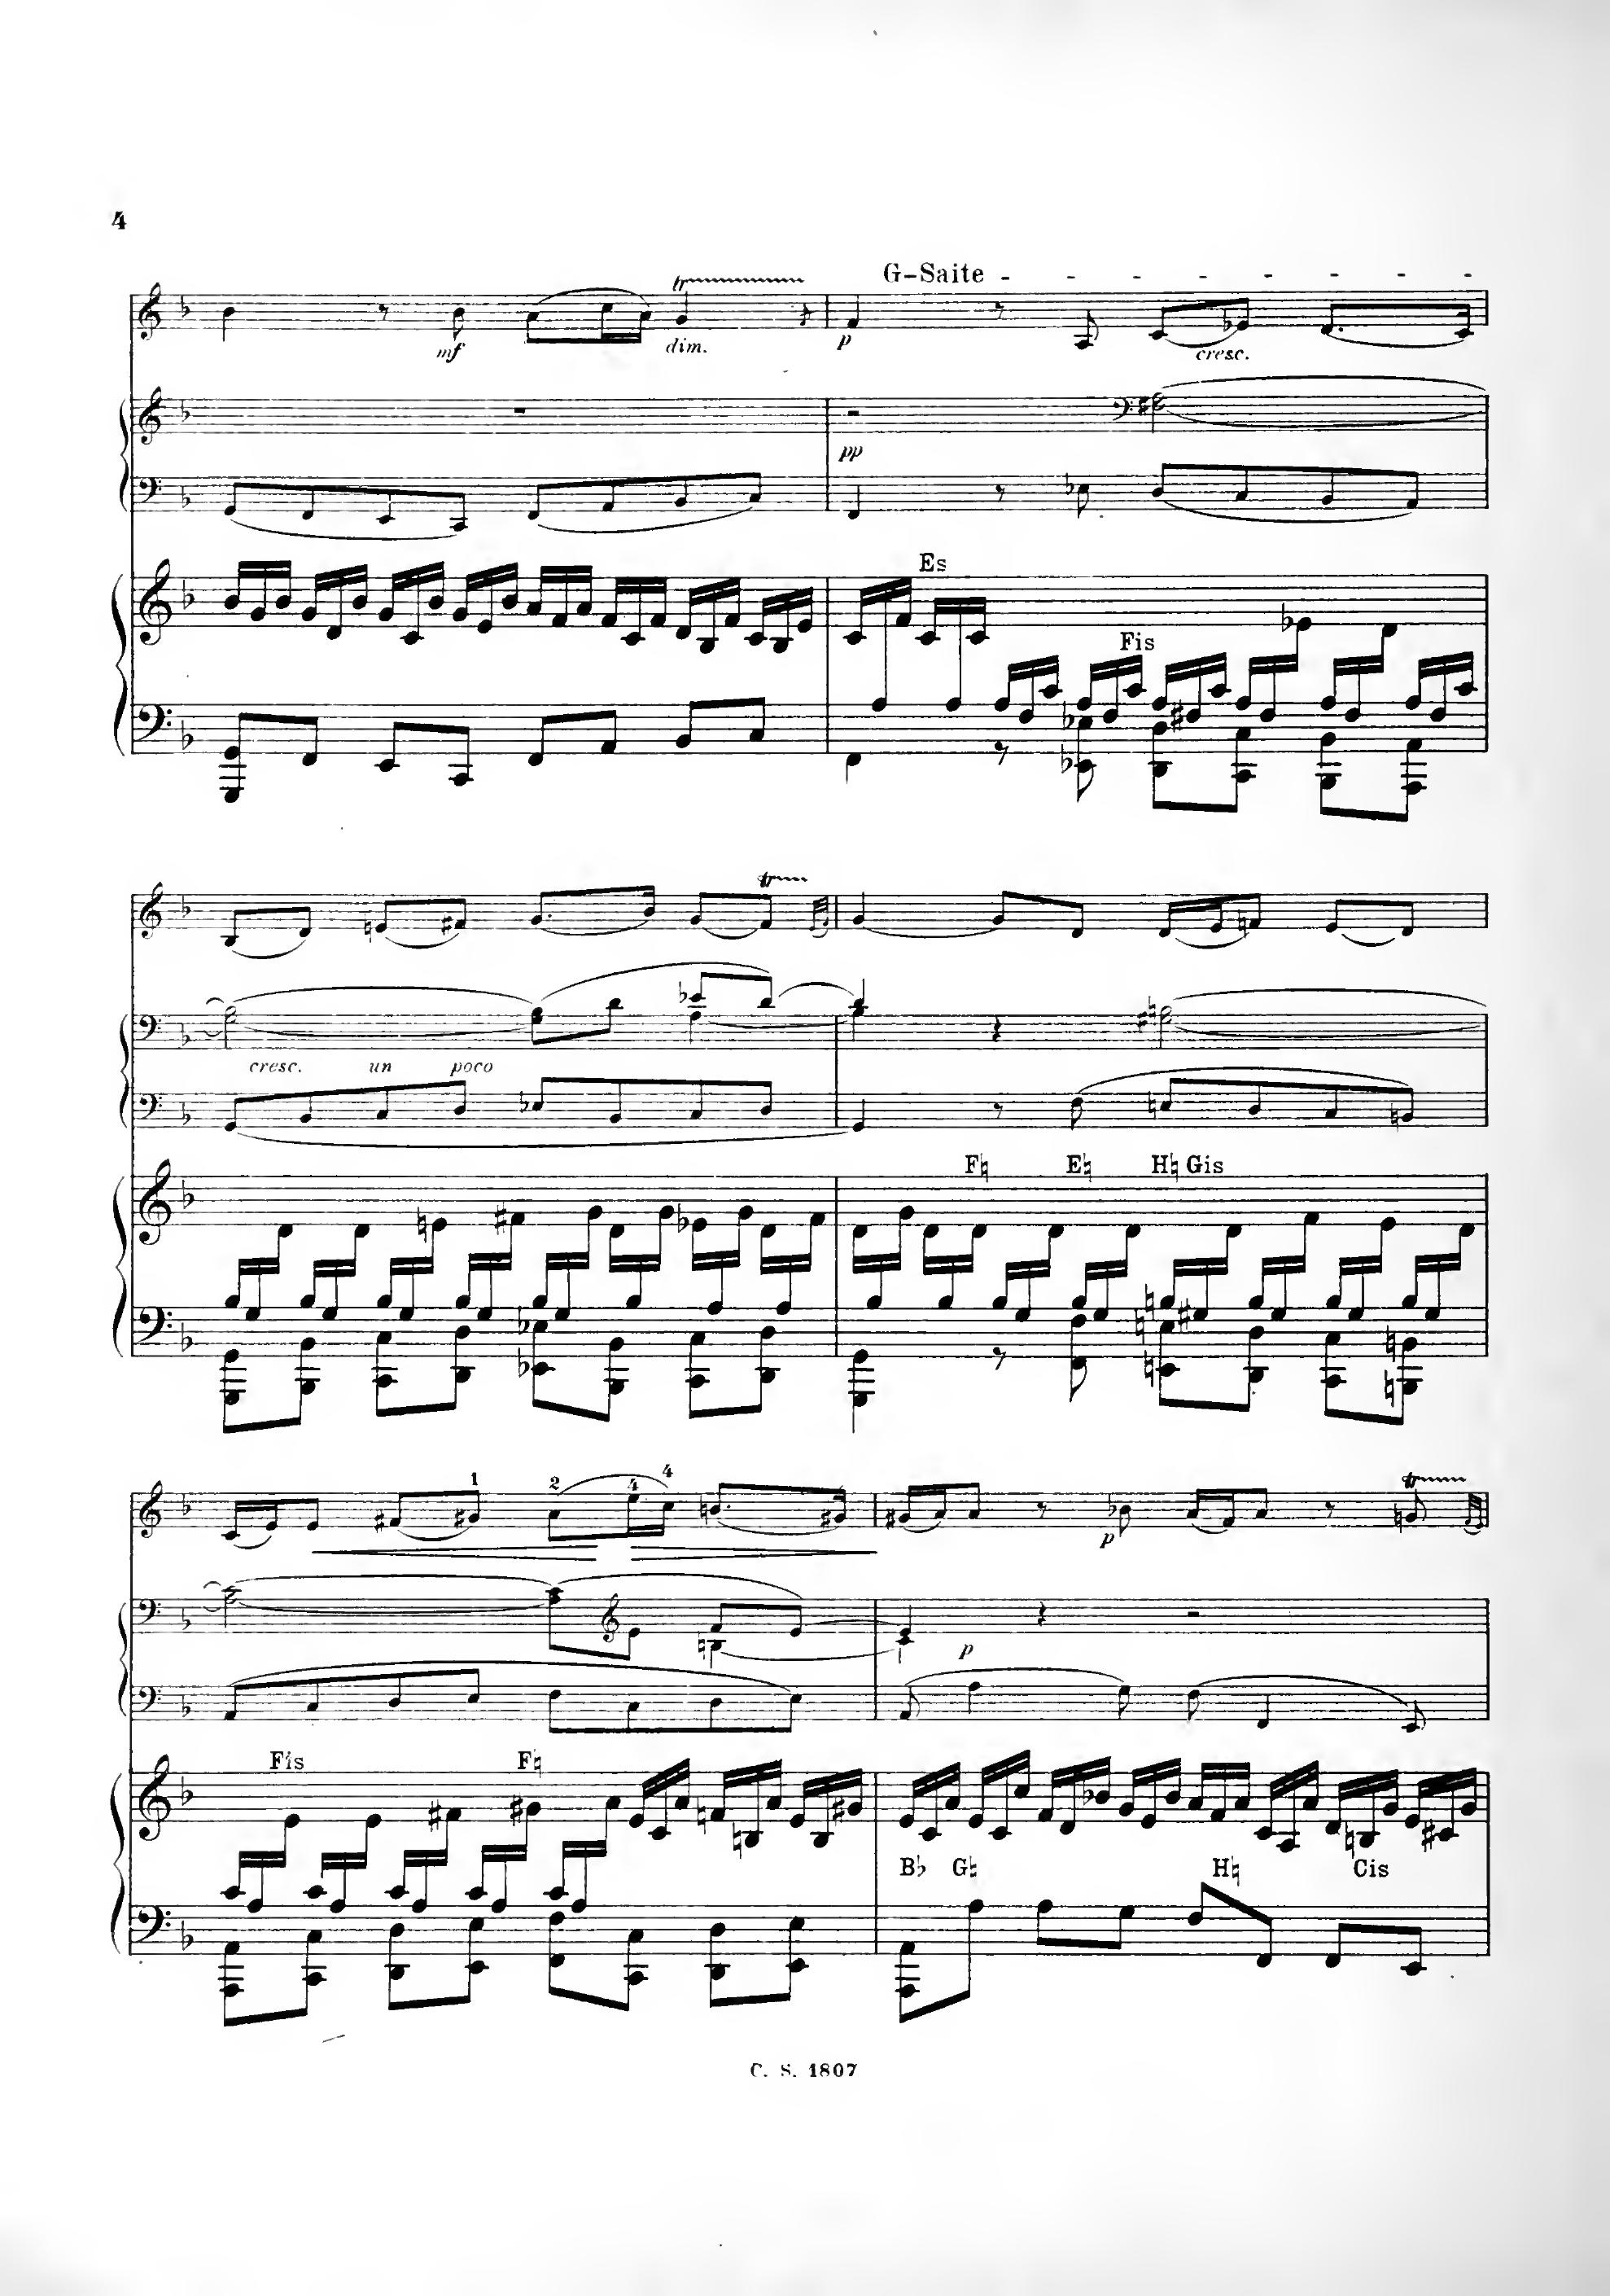 4
G-Saite
tr
mf
dim.
p
cresc.
pp
Es
Fis
tr
cresc. un poco
F♮ E♮ H♮ Gis
1 2 4 4
tr
p
p
Fis F♮
B♭ G♮ H♮ Cis
C. S. 1807